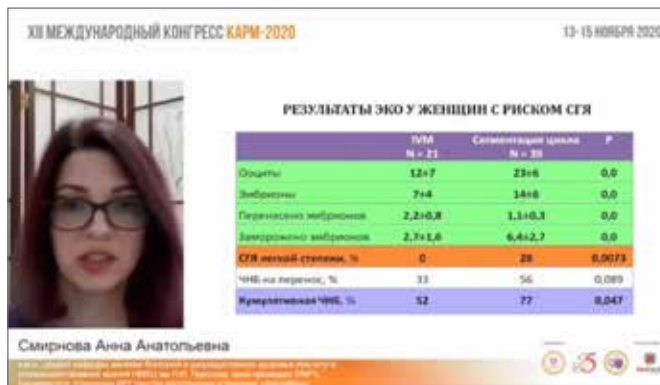 XII МЕЖДУНАРОДНЫЙ КОНГРЕСС КАРМ-2020
13-15 НОЯБРЯ 2020
РЕЗУЛЬТАТЫ ЭКО У ЖЕНЩИН С РИСКОМ СГЯ
IVM Сегментация цикла P
N = 21 N = 39
Ооциты 12±7 23±6 0,0
Эмбрионы 7±4 14±6 0,0
Перенесено эмбрионов 2,2±0,8 1,1±0,3 0,0
Заморожено эмбрионов 2,7±1,6 6,4±2,7 0,0
СГЯ легкой степени, % 0 28 0,0073
ЧНБ на перенос, % 33 56 0,089
Кумулятивная ЧНБ, % 52 77 0,047
Смирнова Анна Анатольевна